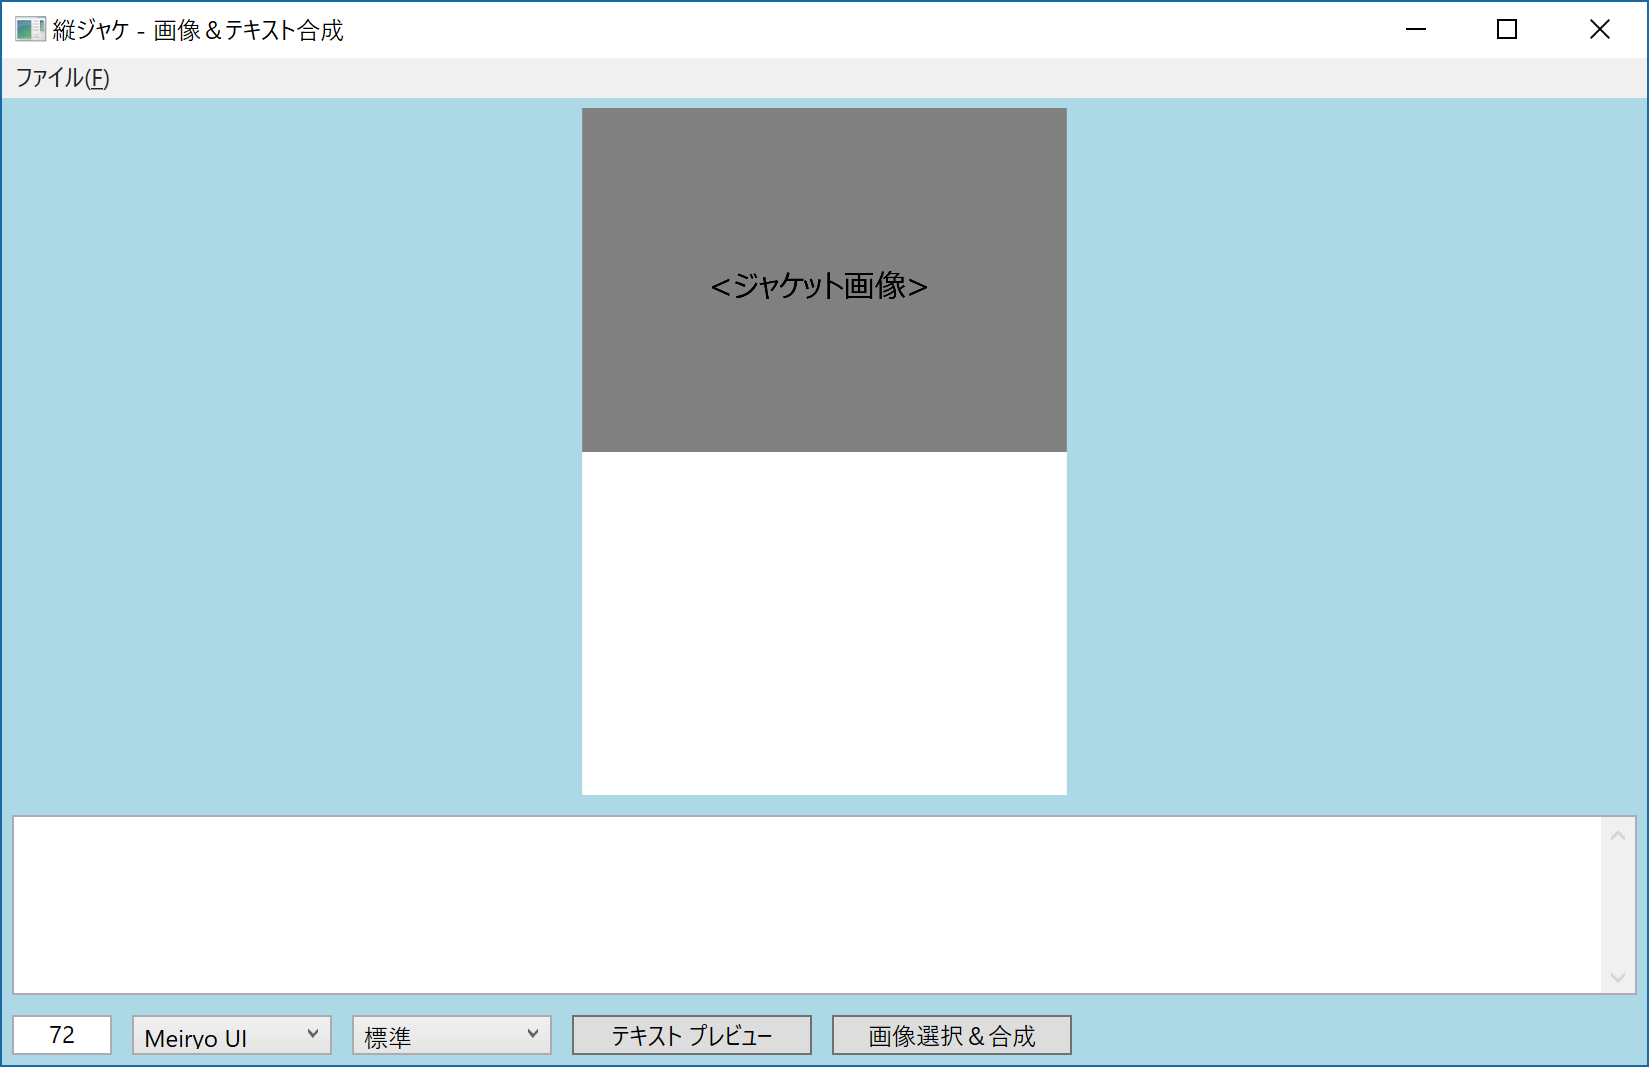 縦ジャケ - 画像＆テキスト合成
ファイル(F)
<ジャケット画像>
72
Meiryo UI
標準
テキスト プレビュー
画像選択＆合成